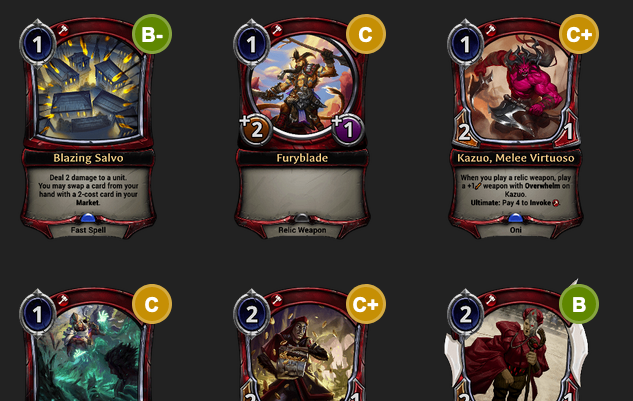 1
B-
1
C
1
C+
+2
+1
2
1
Blazing Salvo
Furyblade
Kazuo, Melee Virtuoso
Deal 2 damage to a unit.
You may swap a card from your
hand with a 2-cost card in your
Market.
When you play a relic weapon, play
a +1 weapon with Overwhelm on
Kazuo.
Ultimate: Pay 4 to Invoke
Fast Spell
Relic Weapon
Oni
1
C
2
C+
2
B